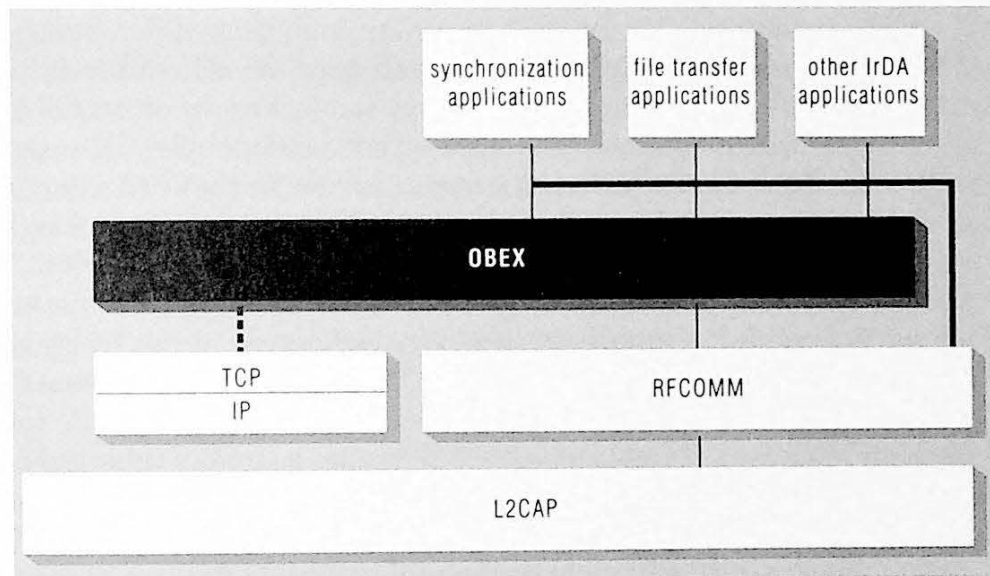 synchronization
applications
file transfer
applications
other IrDA
applications
OBEX
TCP
IP
RFCOMM
L2CAP